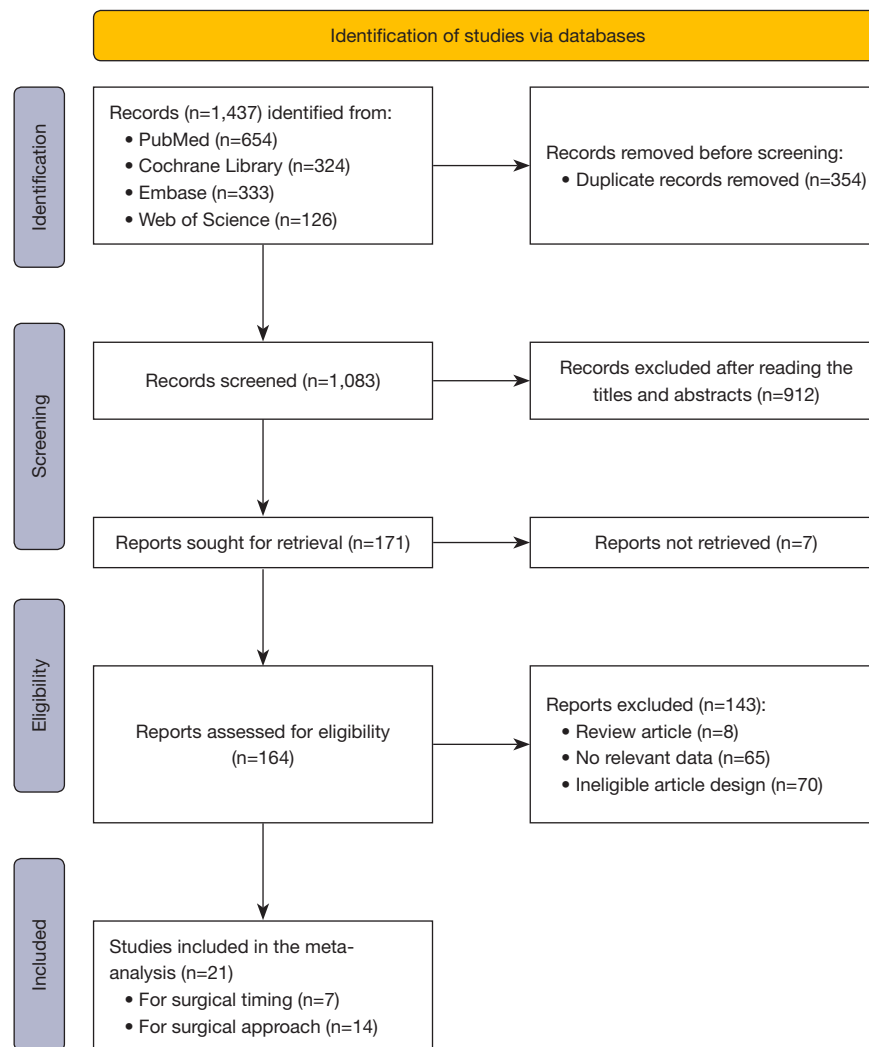 Identification of studies via databases
Identification
Records (n=1,437) identified from:
• PubMed (n=654)
• Cochrane Library (n=324)
• Embase (n=333)
• Web of Science (n=126)
Records removed before screening:
• Duplicate records removed (n=354)
Screening
Records screened (n=1,083)
Records excluded after reading the
titles and abstracts (n=912)
Reports sought for retrieval (n=171)
Reports not retrieved (n=7)
Eligibility
Reports assessed for eligibility
(n=164)
Reports excluded (n=143):
• Review article (n=8)
• No relevant data (n=65)
• Ineligible article design (n=70)
Included
Studies included in the meta-
analysis (n=21)
• For surgical timing (n=7)
• For surgical approach (n=14)